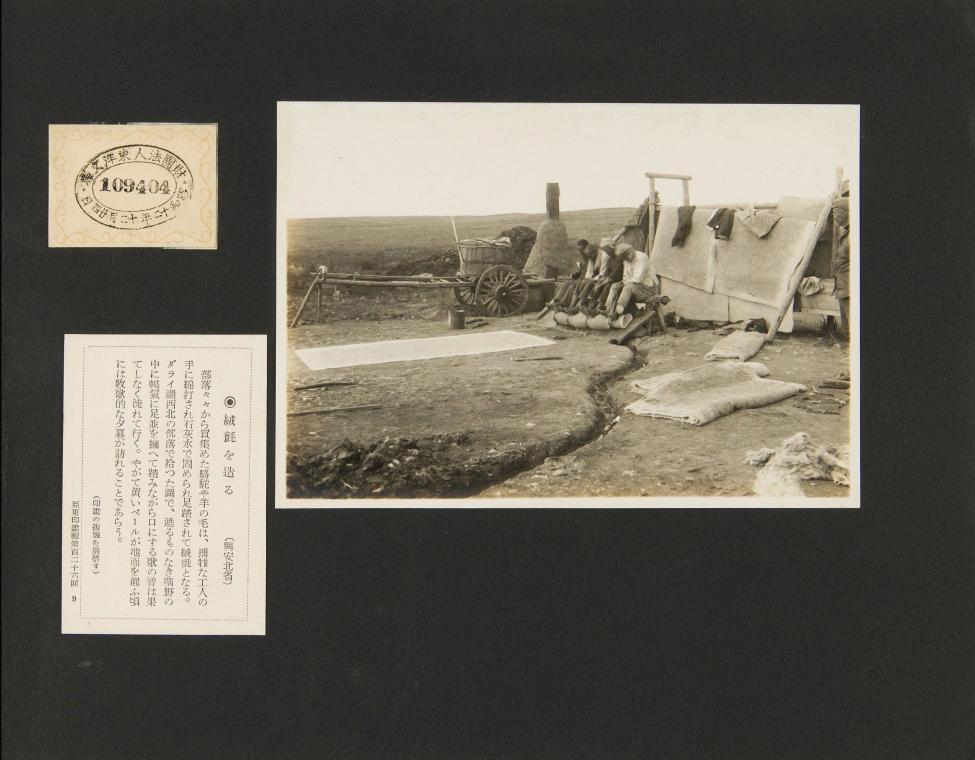 財團法人東洋文庫
109404
昭和十二年十二月廿四日
◉絨氈を造る　（興安北省）
部落々々から買集めた駱駝や羊の毛は、拙雅な工人の
手に綿打され石灰水で固められ足踏されて絨氈となる。
ダライ湖西北の部落で拾つた圖で、遮るものなき曠野の
中に暢氣に足並を揃へて踏みながら口にする歌の音は果
てしなく流れて行く。やがて黄いベールが地面を蔽ふ頃
には牧歌的な夕暮が訪れることであらう。
（印畫の複製を嚴禁す）
亞東印畫輯第百二十六回　9